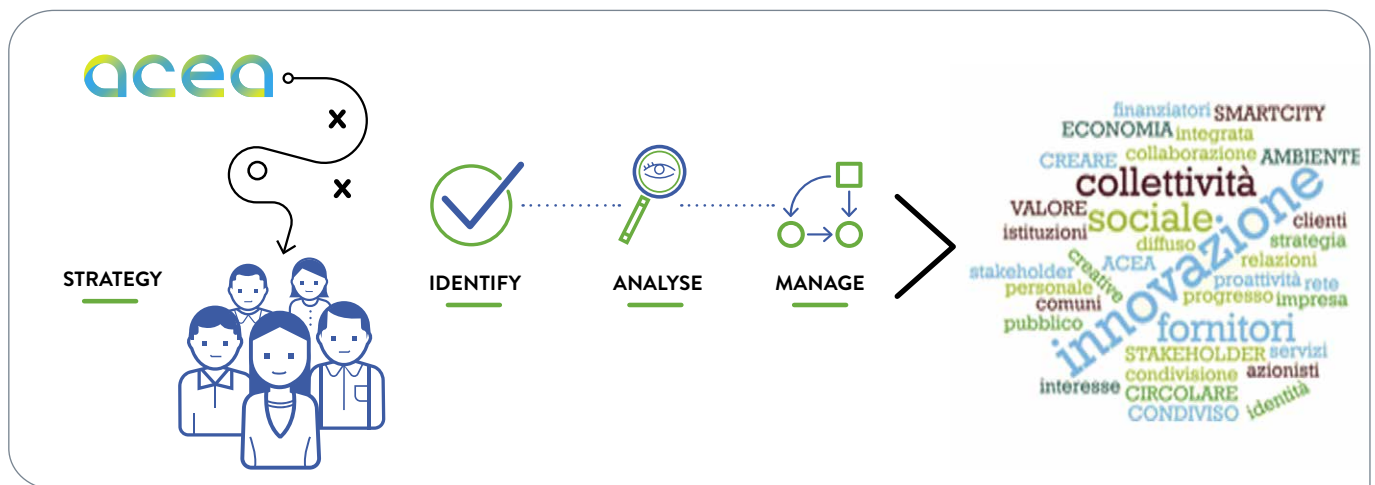 acea
STRATEGY
IDENTIFY
ANALYSE
MANAGE
finanziatori SMARTCITY
ECONOMIA integrata
CREARE collaborazione AMBIENTE
collettività
VALORE sociale clienti
istituzioni diffuso strategia
innovazione
creative ACEA relazioni
stakeholder proattività rete
personale progresso impresa
comuni
pubblico fornitori
STAKEHOLDER servizi
condivisione azionisti
interesse CIRCOLARE identità
CONDIVISO